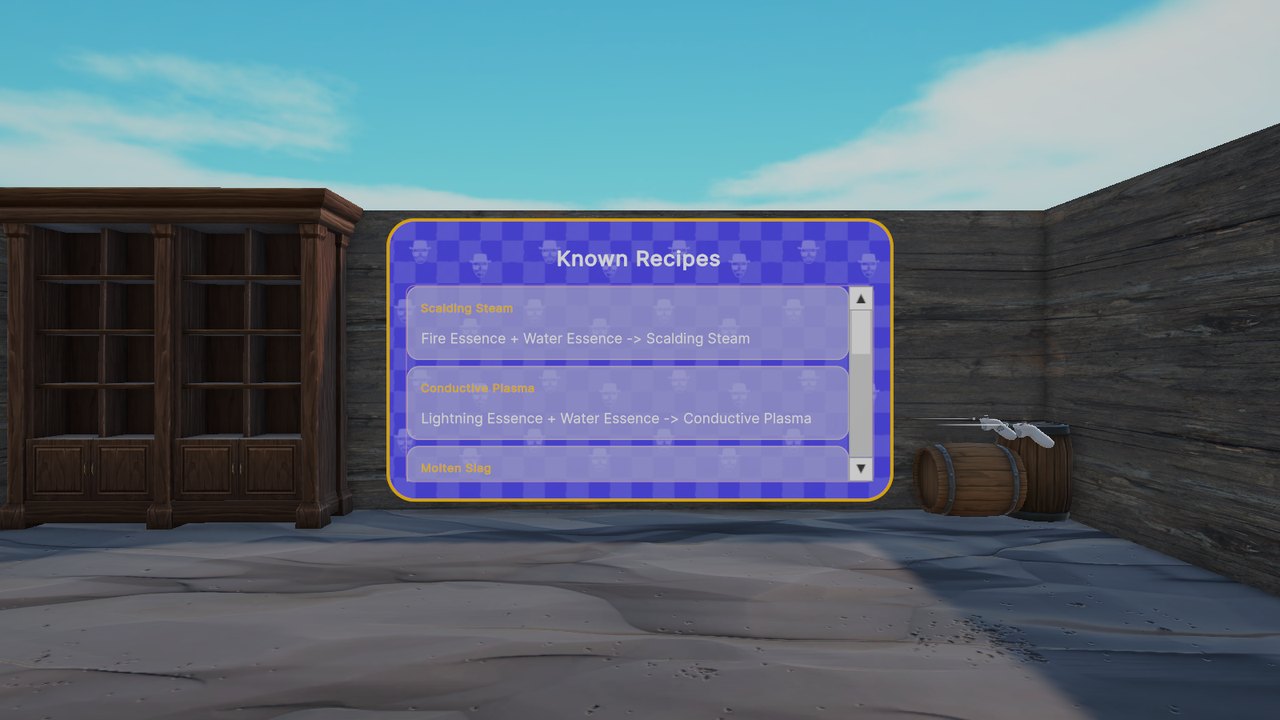 Known Recipes
Scalding Steam
Fire Essence + Water Essence -> Scalding Steam
Conductive Plasma
Lightning Essence + Water Essence -> Conductive Plasma
Molten Slag